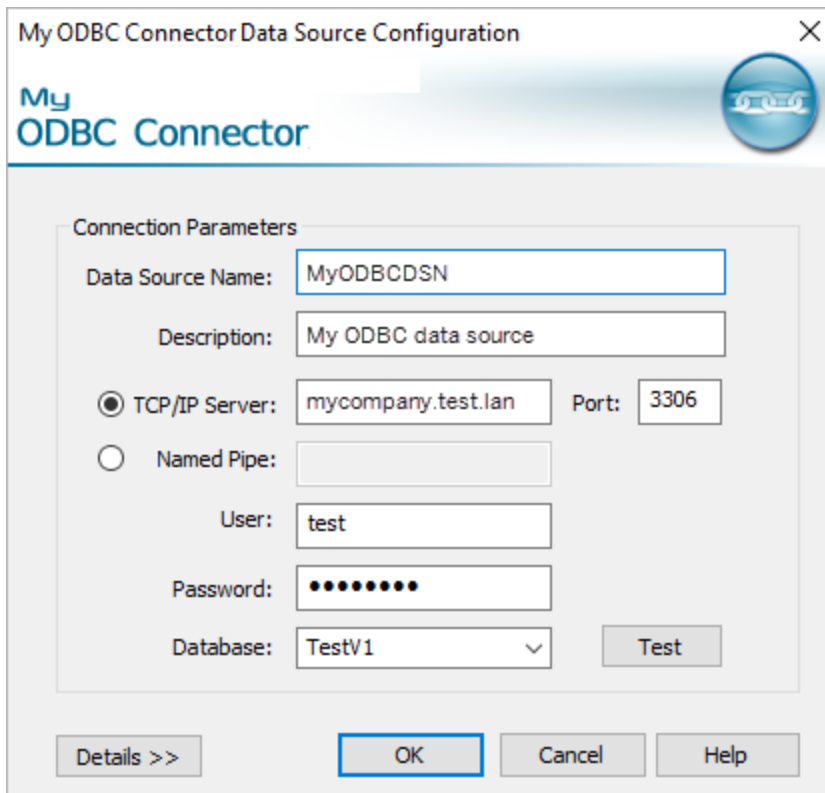 My ODBC Connector Data Source Configuration
My
ODBC Connector
Connection Parameters
Data Source Name: MyODBCDSN
Description: My ODBC data source
TCP/IP Server: mycompany.test.lan Port: 3306
Named Pipe:
User: test
Password: ••••••••
Database: TestV1 Test
Details >> OK Cancel Help